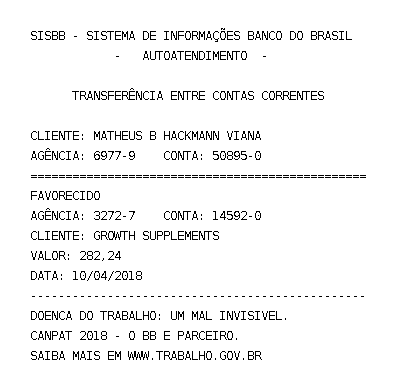 SISBB - SISTEMA DE INFORMAÇÕES BANCO DO BRASIL
- AUTOATENDIMENTO -
TRANSFERÊNCIA ENTRE CONTAS CORRENTES
CLIENTE: MATHEUS B HACKMANN VIANA
AGÊNCIA: 6977-9 CONTA: 50895-0
================================================
FAVORECIDO
AGÊNCIA: 3272-7 CONTA: 14592-0
CLIENTE: GROWTH SUPPLEMENTS
VALOR: 282,24
DATA: 10/04/2018
------------------------------------------------
DOENCA DO TRABALHO: UM MAL INVISIVEL.
CANPAT 2018 - O BB E PARCEIRO.
SAIBA MAIS EM WWW.TRABALHO.GOV.BR